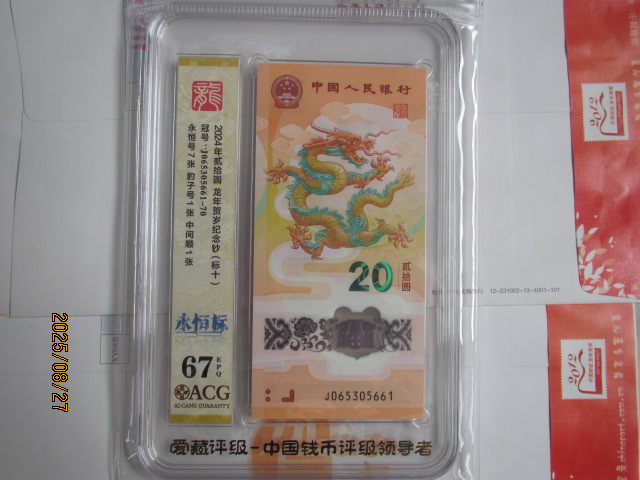 中国人民银行
龍
2024年贰拾圆 龙年贺岁纪念钞(标十)
冠号:J065305661-70
永恒号7张 豹子号1张 中间顺1张
永恒标
67 EPQ
ACG
AI CANG GUARANTY
20
贰拾圆
J065305661
爱藏评级-中国钱币评级领导者
2025/08/27
2012
12-231002-13-4001-101
2012